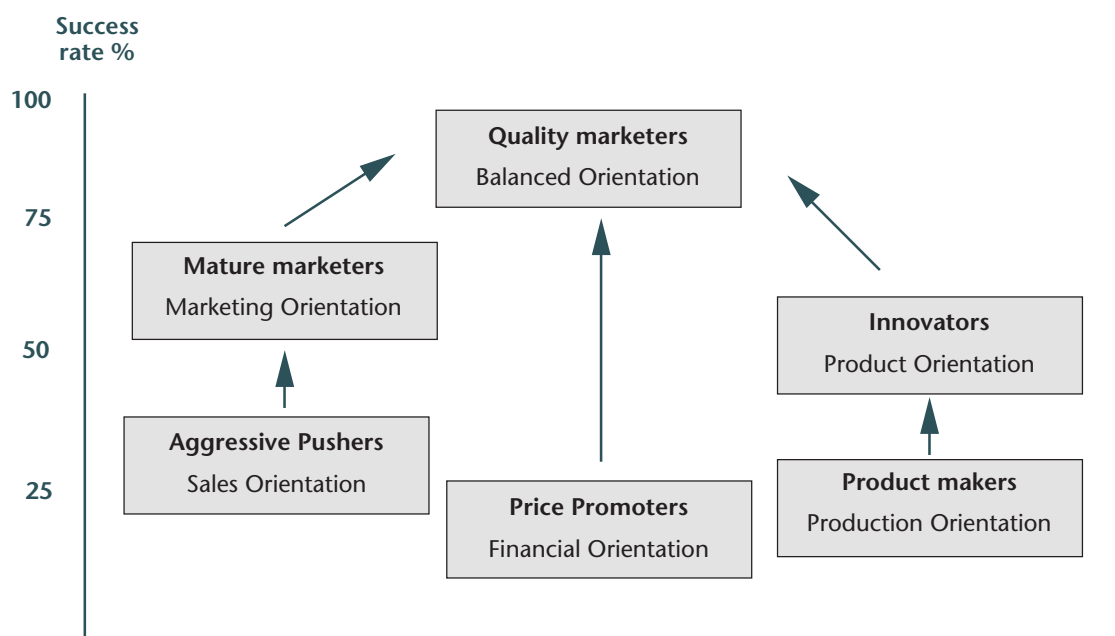 Success
rate %
100
Quality marketers
Balanced Orientation
75
Mature marketers
Marketing Orientation
Innovators
Product Orientation
50
Aggressive Pushers
Sales Orientation
25
Price Promoters
Financial Orientation
Product makers
Production Orientation